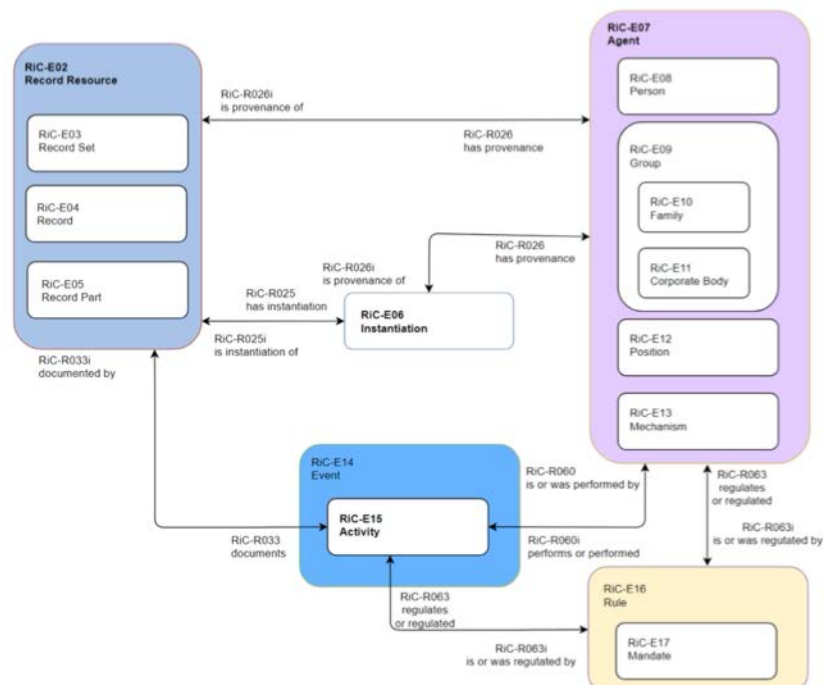 RiC-E02
Record Resource
RiC-E03
Record Set
RiC-E04
Record
RiC-E05
Record Part
RiC-R026i
is provenance of
RiC-R026
has provenance
RiC-E07
Agent
RiC-E08
Person
RiC-E09
Group
RiC-E10
Family
RiC-E11
Corporate Body
RiC-E12
Position
RiC-E13
Mechanism
RiC-R026
has provenance
RiC-R026i
is provenance of
RiC-R025
has instantiation
RiC-R025i
is instantiation of
RiC-E06
Instantiation
RiC-R033i
documented by
RiC-R033
documents
RiC-E14
Event
RiC-E15
Activity
RiC-R060
is or was performed by
RiC-R060i
performs or performed
RiC-R063
regulates
or regulated
RiC-R063i
is or was regutated by
RiC-R063
regulates
or regulated
RiC-R063i
is or was regutated by
RiC-E16
Rule
RiC-E17
Mandate